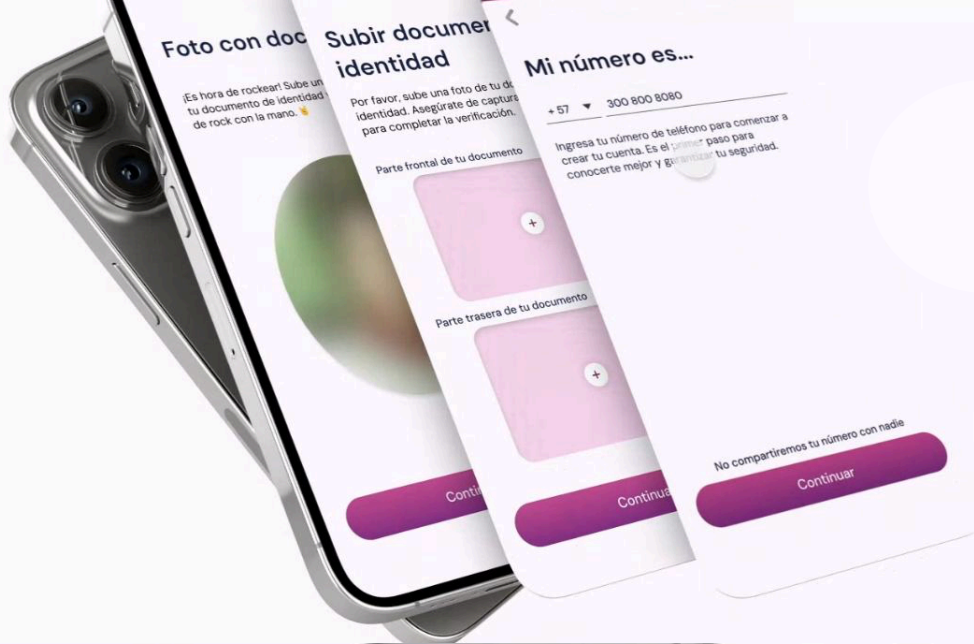 Foto con doc
¡Es hora de rockear! Sube un
tu documento de identidad
de rock con la mano. 🤘
Conti
Subir documen
identidad
Por favor, sube una foto de tu do
identidad. Asegúrate de captura
para completar la verificación.
Parte frontal de tu documento
+
Parte trasera de tu documento
+
Continua
Mi número es...
+57 ▼ 300 800 8080
Ingresa tu número de teléfono para comenzar a
crear tu cuenta. Es el primer paso para
conocerte mejor y garantizar tu seguridad.
No compartiremos tu número con nadie
Continuar